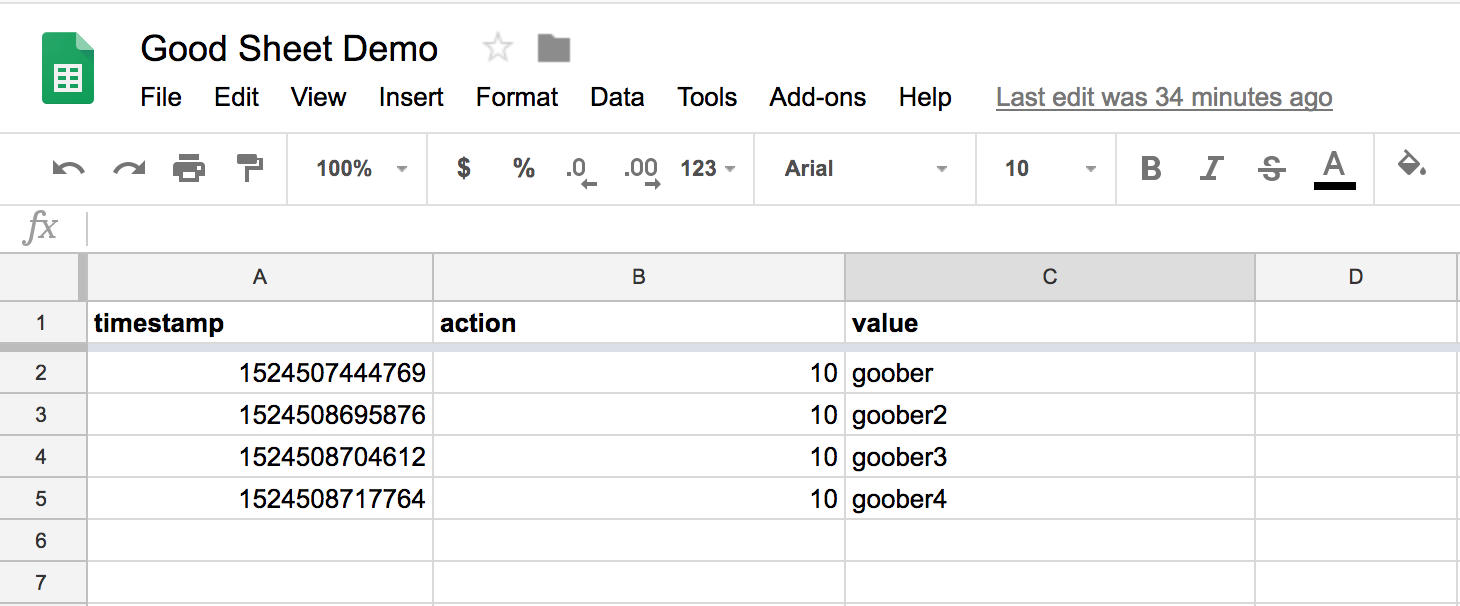 Good Sheet Demo
File Edit View Insert Format Data Tools Add-ons Help Last edit was 34 minutes ago
100% $ % .0 .00 123 Arial 10 B I S A
fx
A B C D
1 timestamp action value
2 1524507444769 10 goober
3 1524508695876 10 goober2
4 1524508704612 10 goober3
5 1524508717764 10 goober4
6
7